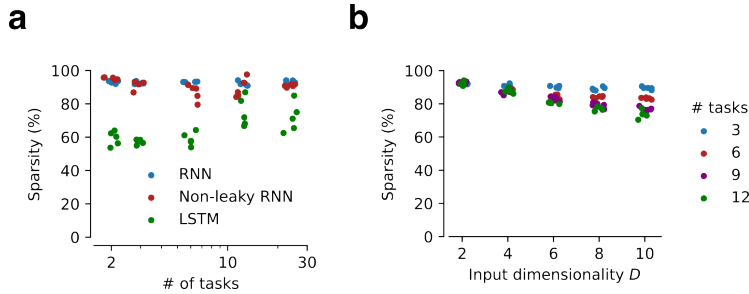 a
Sparsity (%)
100
80
60
40
20
0
RNN
Non-leaky RNN
LSTM
2
10
30
# of tasks
b
Sparsity (%)
100
80
60
40
20
0
2
4
6
8
10
Input dimensionality D
# tasks
3
6
9
12